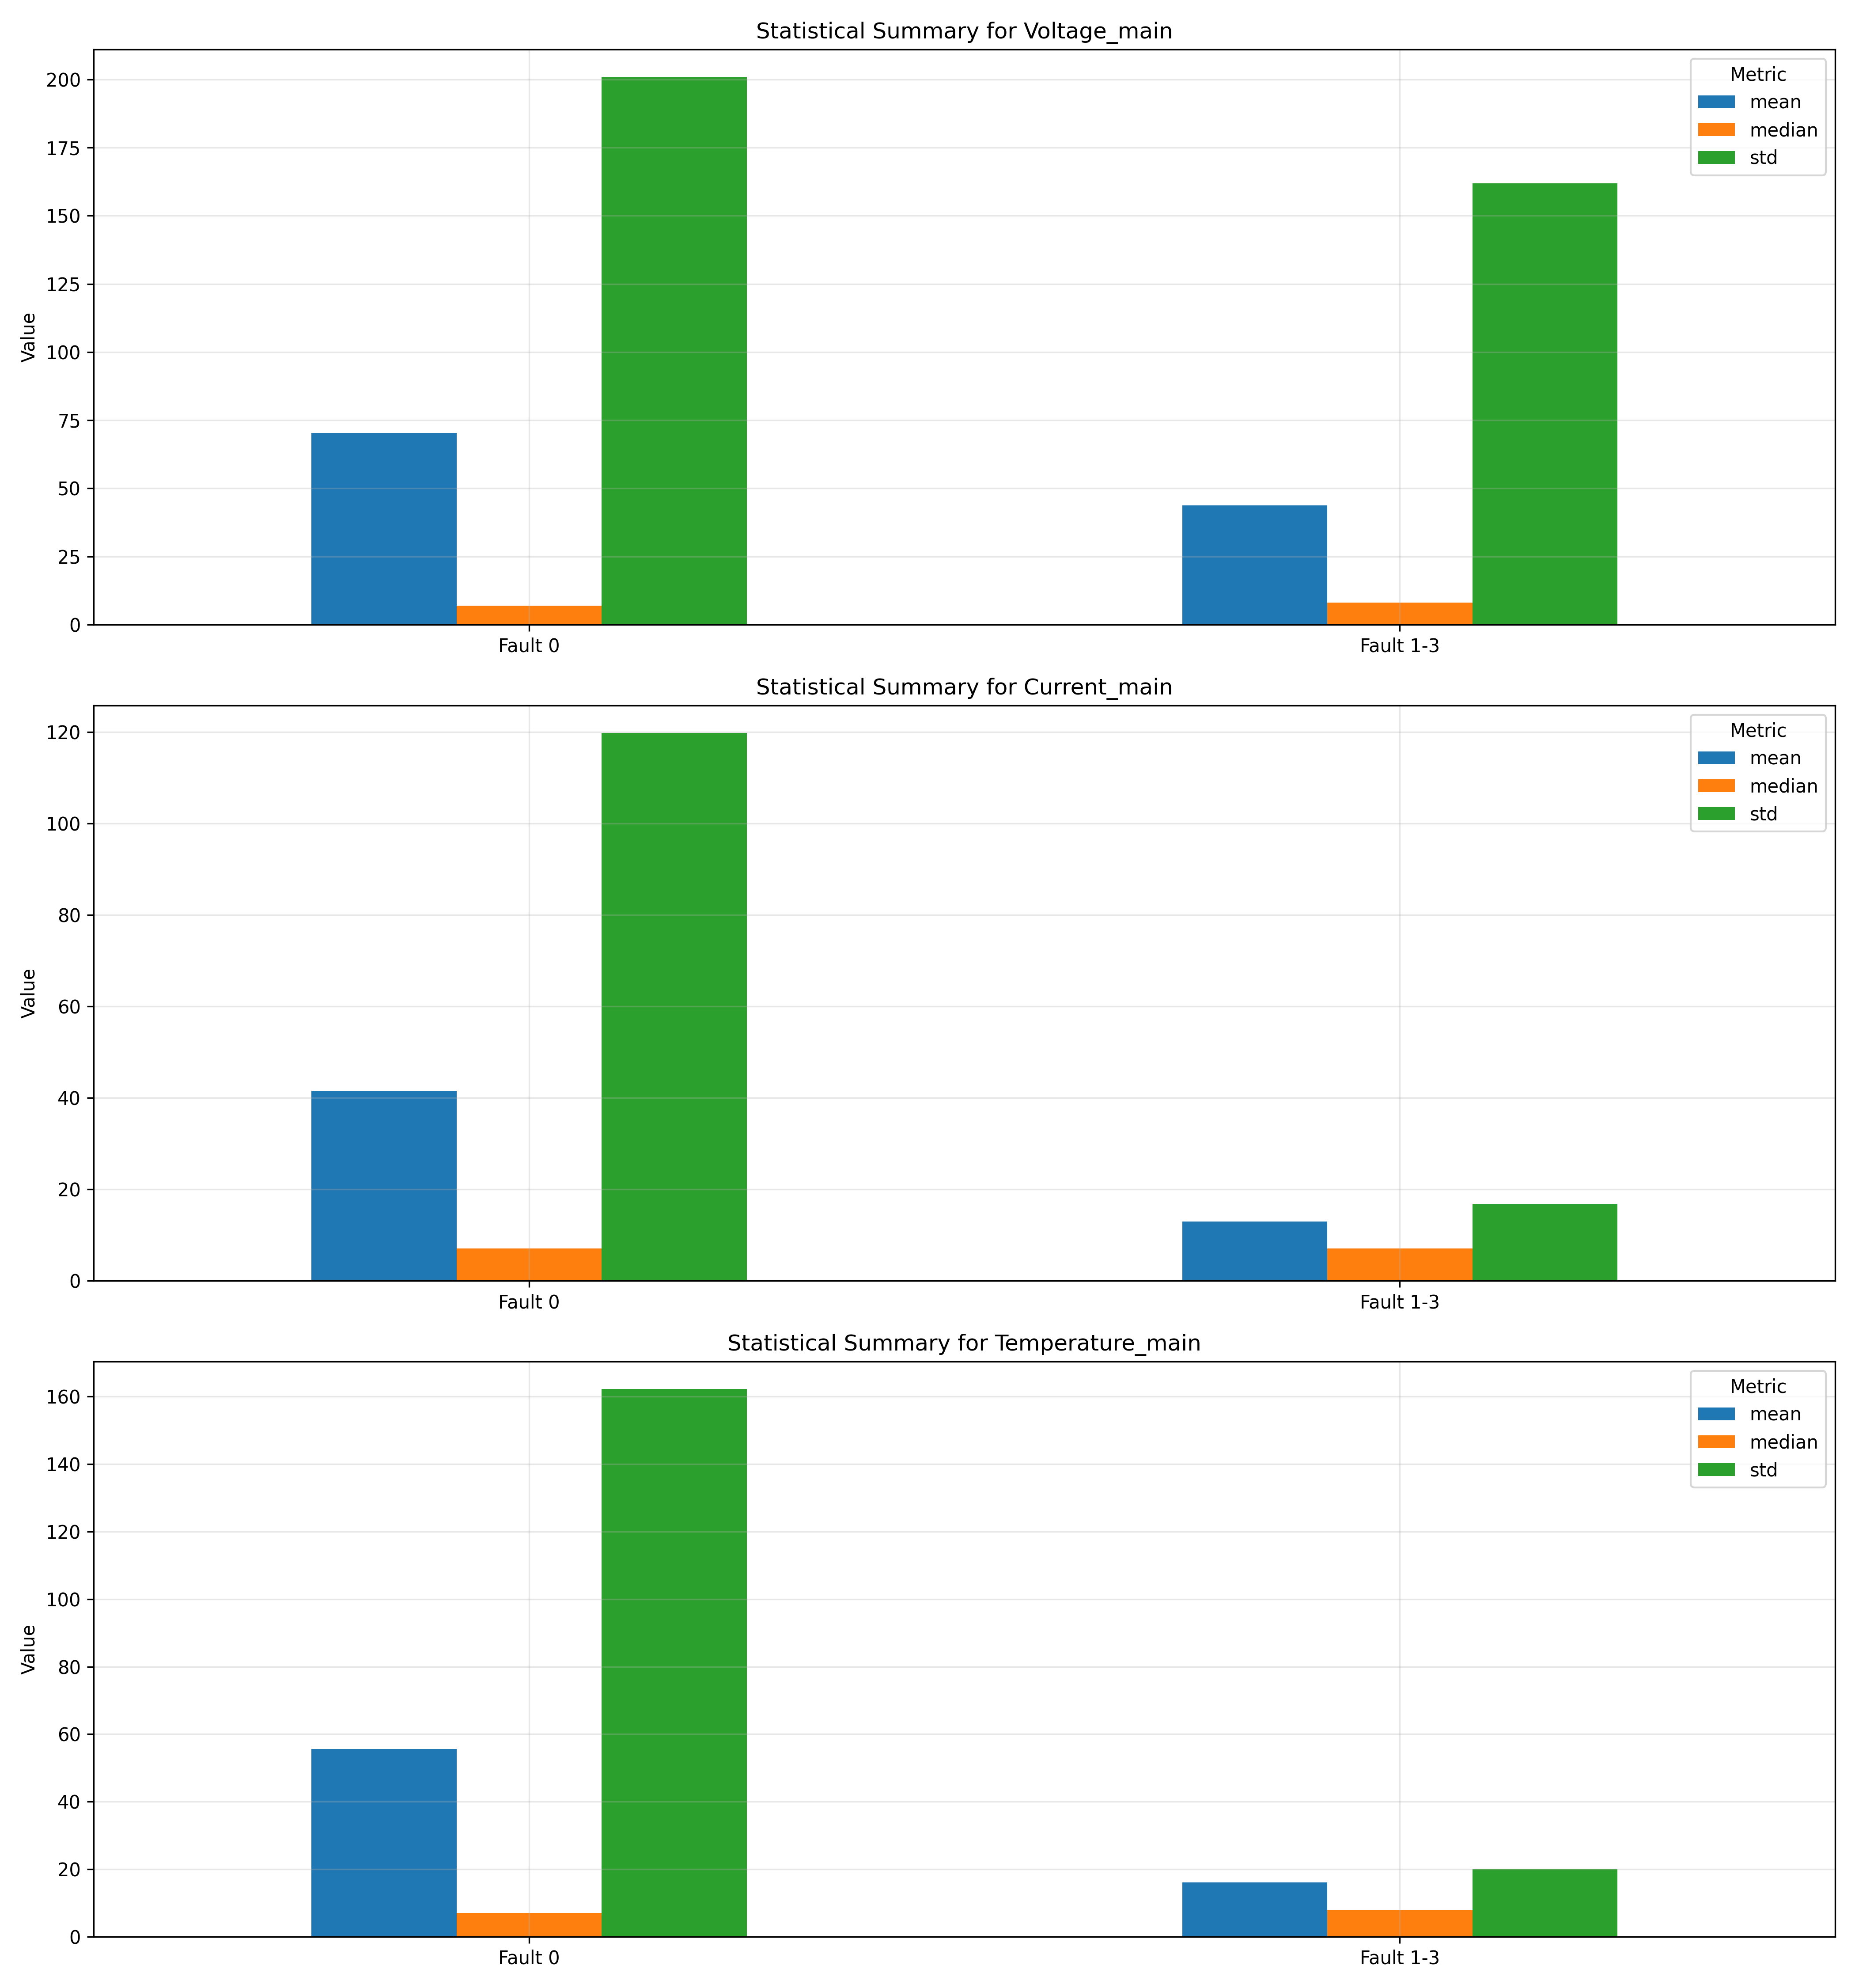 Statistical Summary for Voltage_main
Value
200
175
150
125
100
75
50
25
0
Fault 0
Fault 1-3
Metric
mean
median
std
Statistical Summary for Current_main
Value
120
100
80
60
40
20
0
Fault 0
Fault 1-3
Metric
mean
median
std
Statistical Summary for Temperature_main
Value
160
140
120
100
80
60
40
20
0
Fault 0
Fault 1-3
Metric
mean
median
std